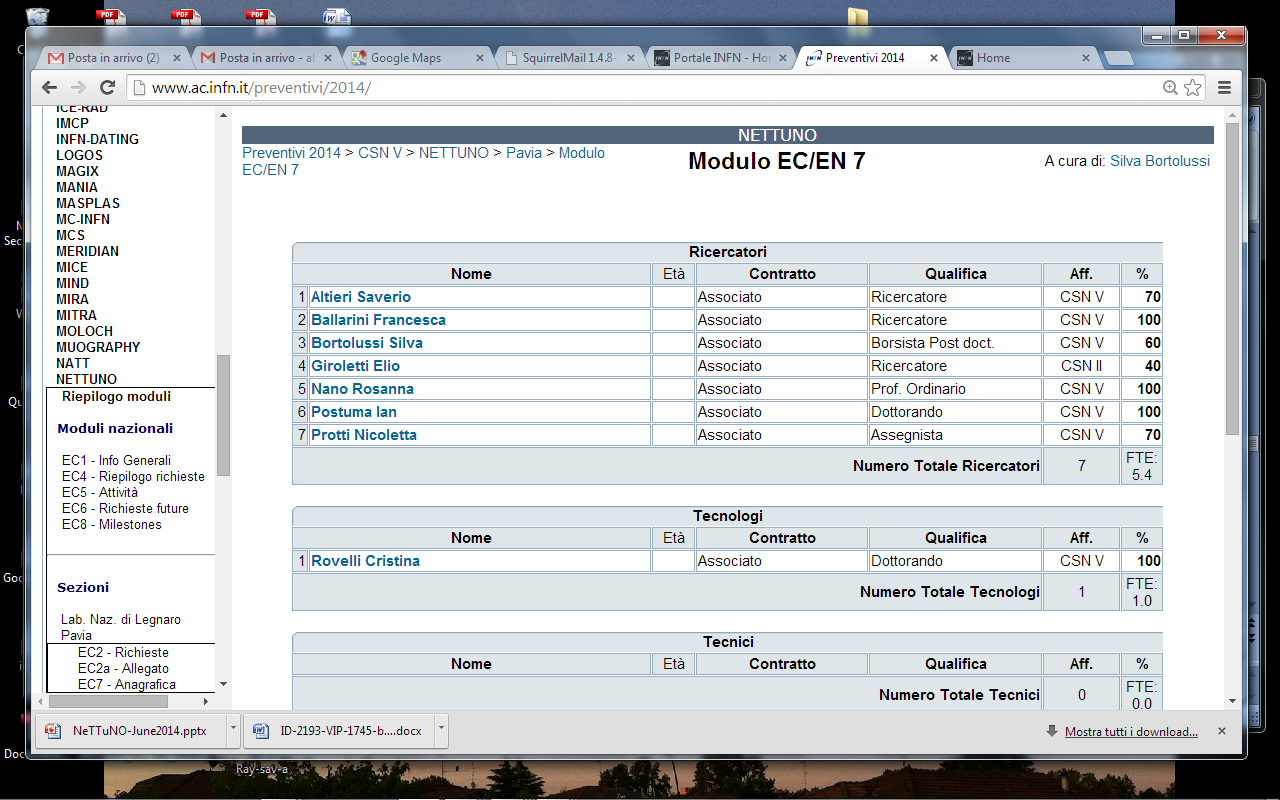 Posta in arrivo (2)
Posta in arrivo - al
Google Maps
SquirrelMail 1.4.8-
Portale INFN - Ho
Preventivi 2014
Home
www.ac.infn.it/preventivi/2014/
ICE-RAD
IMCP
INFN-DATING
LOGOS
MAGIX
MANIA
MASPLAS
MC-INFN
MCS
MERIDIAN
MICE
MIND
MIRA
MITRA
MOLOCH
MUOGRAPHY
NATT
NETTUNO
Riepilogo moduli
Moduli nazionali
EC1 - Info Generali
EC4 - Riepilogo richieste
EC5 - Attività
EC6 - Richieste future
EC8 - Milestones
Sezioni
Lab. Naz. di Legnaro
Pavia
EC2 - Richieste
EC2a - Allegato
EC7 - Anagrafica
NETTUNO
Preventivi 2014 > CSN V > NETTUNO > Pavia > Modulo
EC/EN 7
Modulo EC/EN 7
A cura di: Silva Bortolussi
Ricercatori
Nome Età Contratto Qualifica Aff. %
1 Altieri Saverio Associato Ricercatore CSN V 70
2 Ballarini Francesca Associato Ricercatore CSN V 100
3 Bortolussi Silva Associato Borsista Post doct. CSN V 60
4 Giroletti Elio Associato Ricercatore CSN II 40
5 Nano Rosanna Associato Prof. Ordinario CSN V 100
6 Postuma Ian Associato Dottorando CSN V 100
7 Protti Nicoletta Associato Assegnista CSN V 70
Numero Totale Ricercatori 7 FTE:
5.4
Tecnologi
Nome Età Contratto Qualifica Aff. %
1 Rovelli Cristina Associato Dottorando CSN V 100
Numero Totale Tecnologi 1 FTE:
1.0
Tecnici
Nome Età Contratto Qualifica Aff. %
Numero Totale Tecnici 0 FTE:
0.0
NeTTuNO-June2014.pptx
ID-2193-VIP-1745-b....docx
Mostra tutti i download...
Ray-sav-a